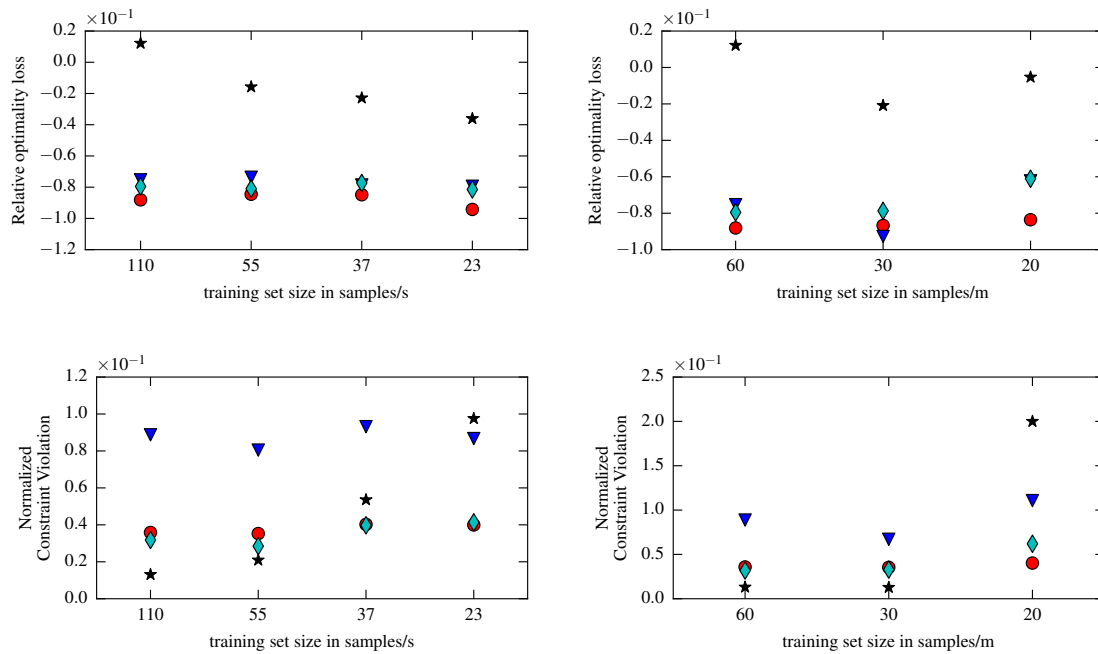 ×10⁻¹
0.2
0.0
−0.2
−0.4
−0.6
−0.8
−1.0
−1.2
Relative optimality loss
110 55 37 23
training set size in samples/s
×10⁻¹
0.2
0.0
−0.2
−0.4
−0.6
−0.8
−1.0
Relative optimality loss
60 30 20
training set size in samples/m
×10⁻¹
1.2
1.0
0.8
0.6
0.4
0.2
0.0
Normalized
Constraint Violation
110 55 37 23
training set size in samples/s
×10⁻¹
2.5
2.0
1.5
1.0
0.5
0.0
Normalized
Constraint Violation
60 30 20
training set size in samples/m